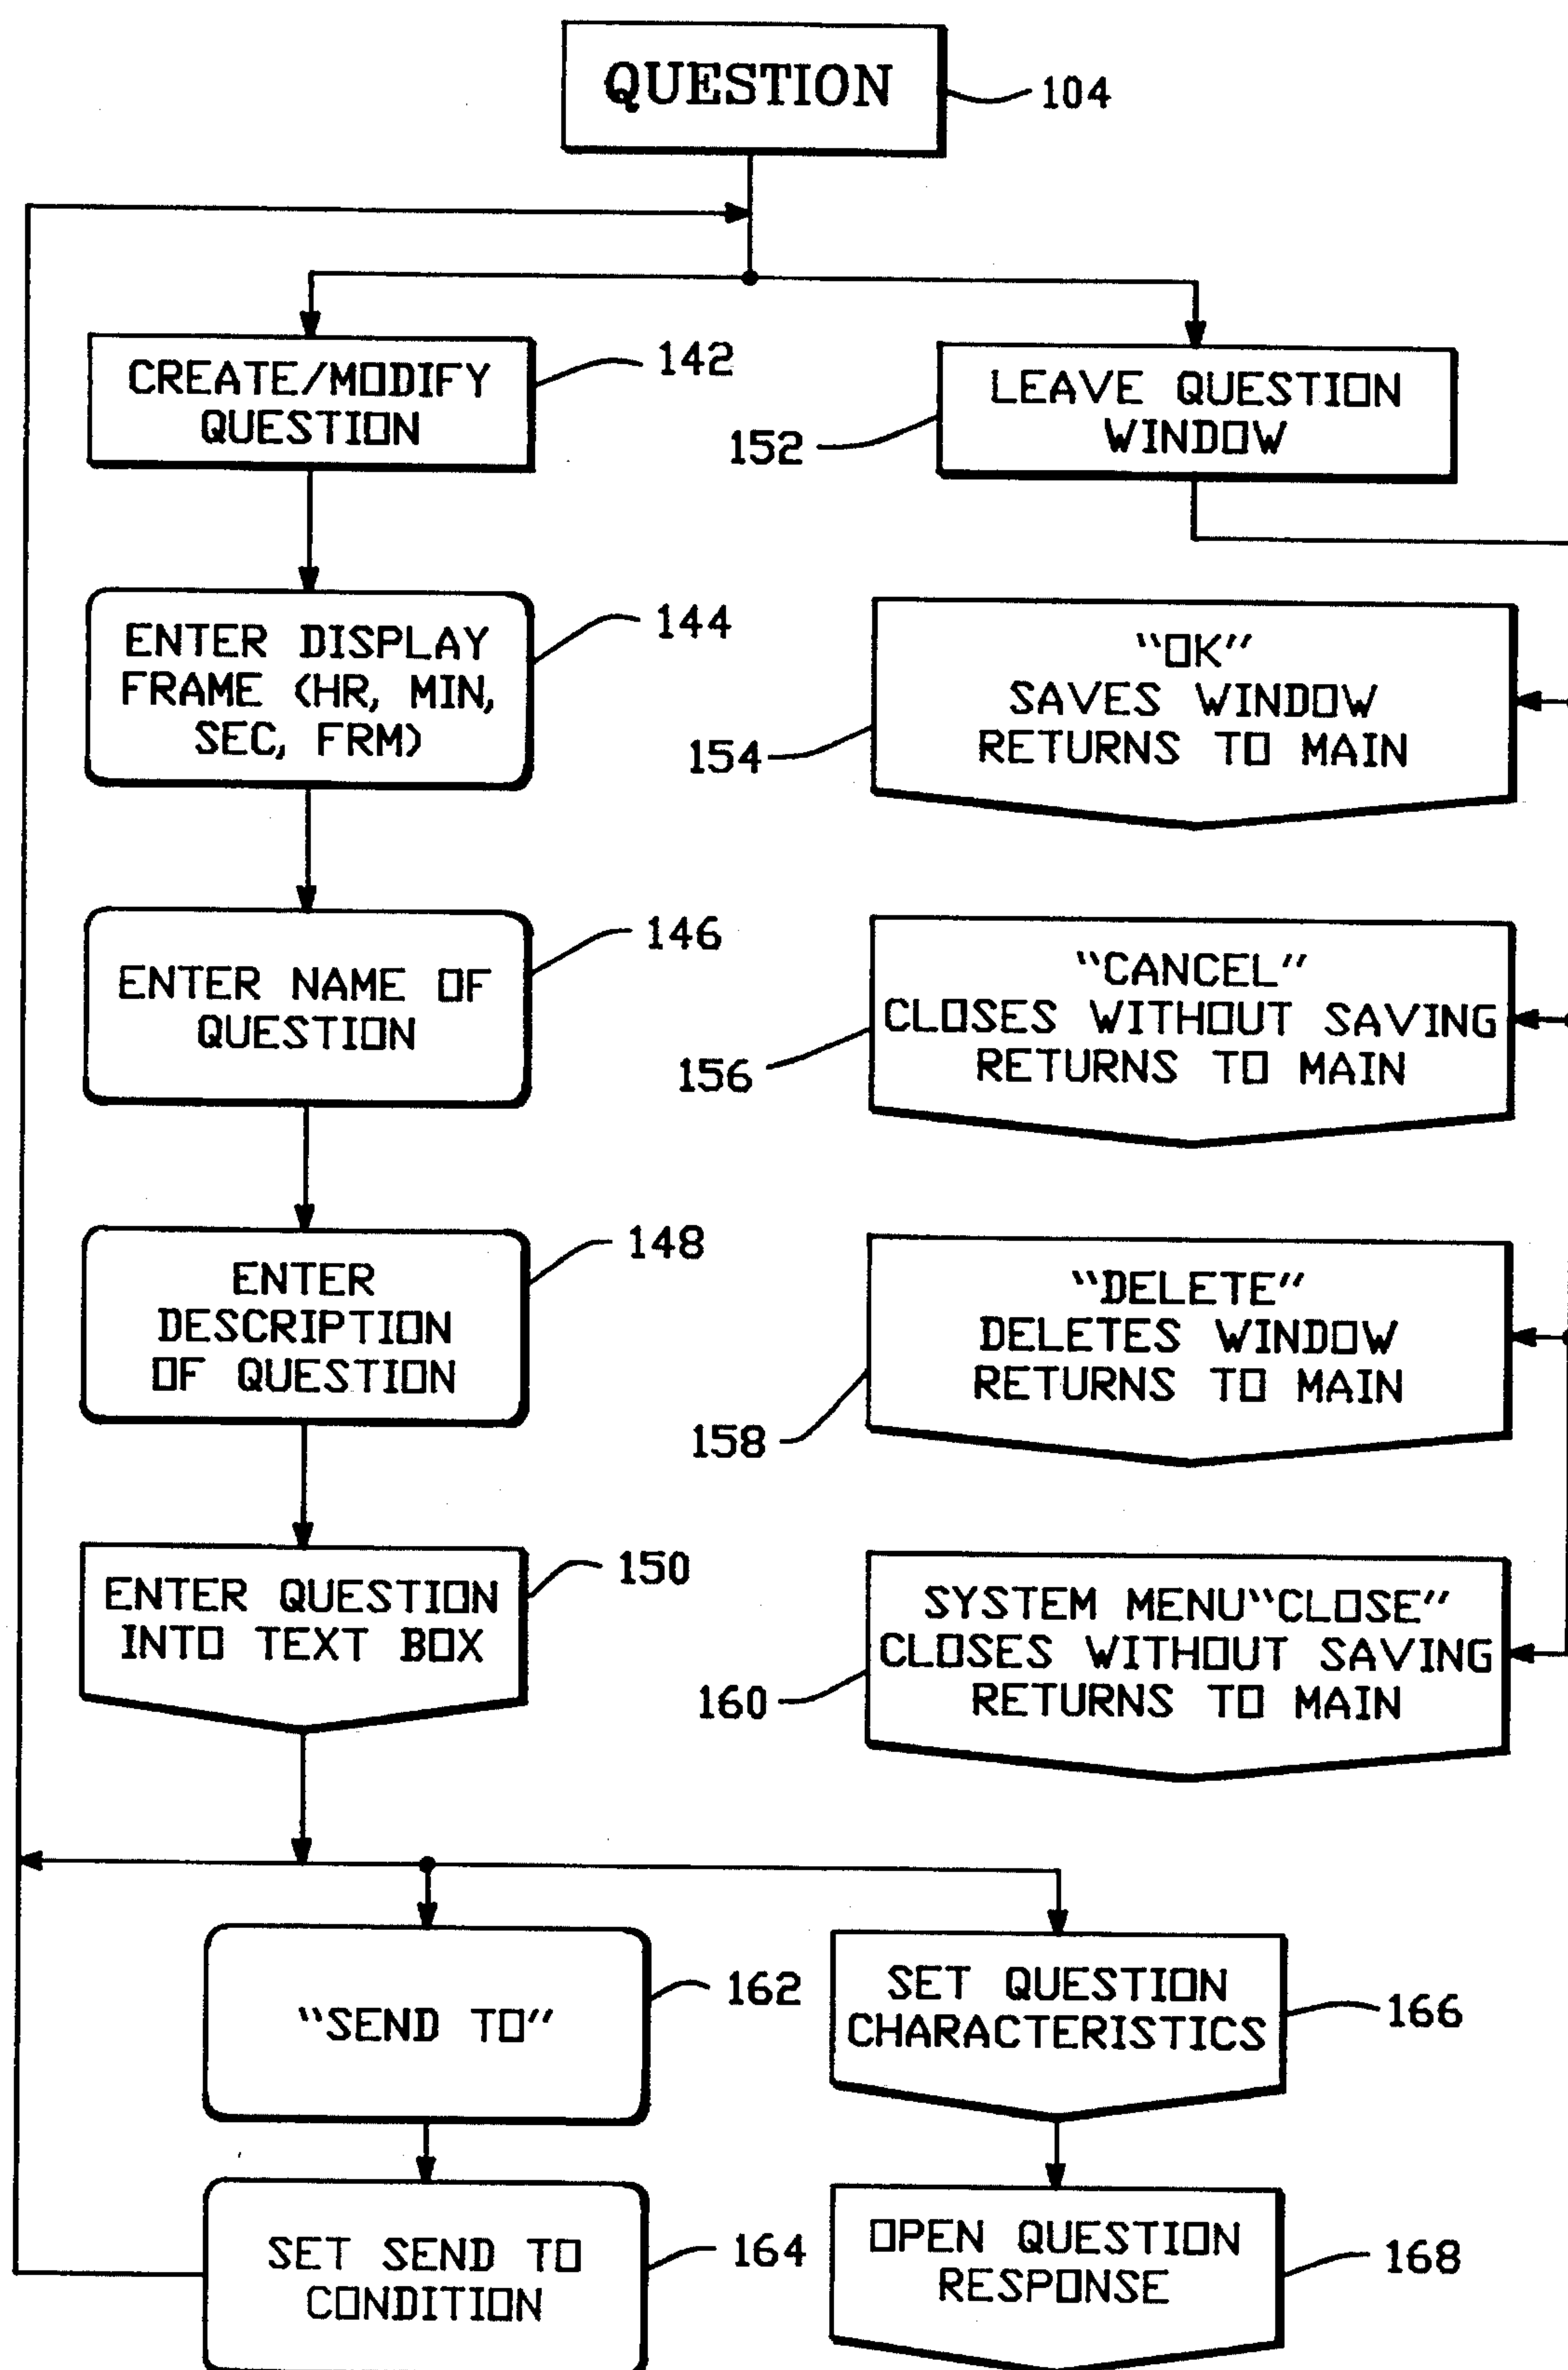 QUESTION
104
CREATE/MODIFY
QUESTION
142
LEAVE QUESTION
WINDOW
152
ENTER DISPLAY
FRAME (HR, MIN,
SEC, FRM)
144
"OK"
SAVES WINDOW
RETURNS TO MAIN
154
ENTER NAME OF
QUESTION
146
"CANCEL"
CLOSES WITHOUT SAVING
RETURNS TO MAIN
156
ENTER
DESCRIPTION
OF QUESTION
148
"DELETE"
DELETES WINDOW
RETURNS TO MAIN
158
ENTER QUESTION
INTO TEXT BOX
150
SYSTEM MENU"CLOSE"
CLOSES WITHOUT SAVING
RETURNS TO MAIN
160
"SEND TO"
162
SET QUESTION
CHARACTERISTICS
166
SET SEND TO
CONDITION
164
OPEN QUESTION
RESPONSE
168